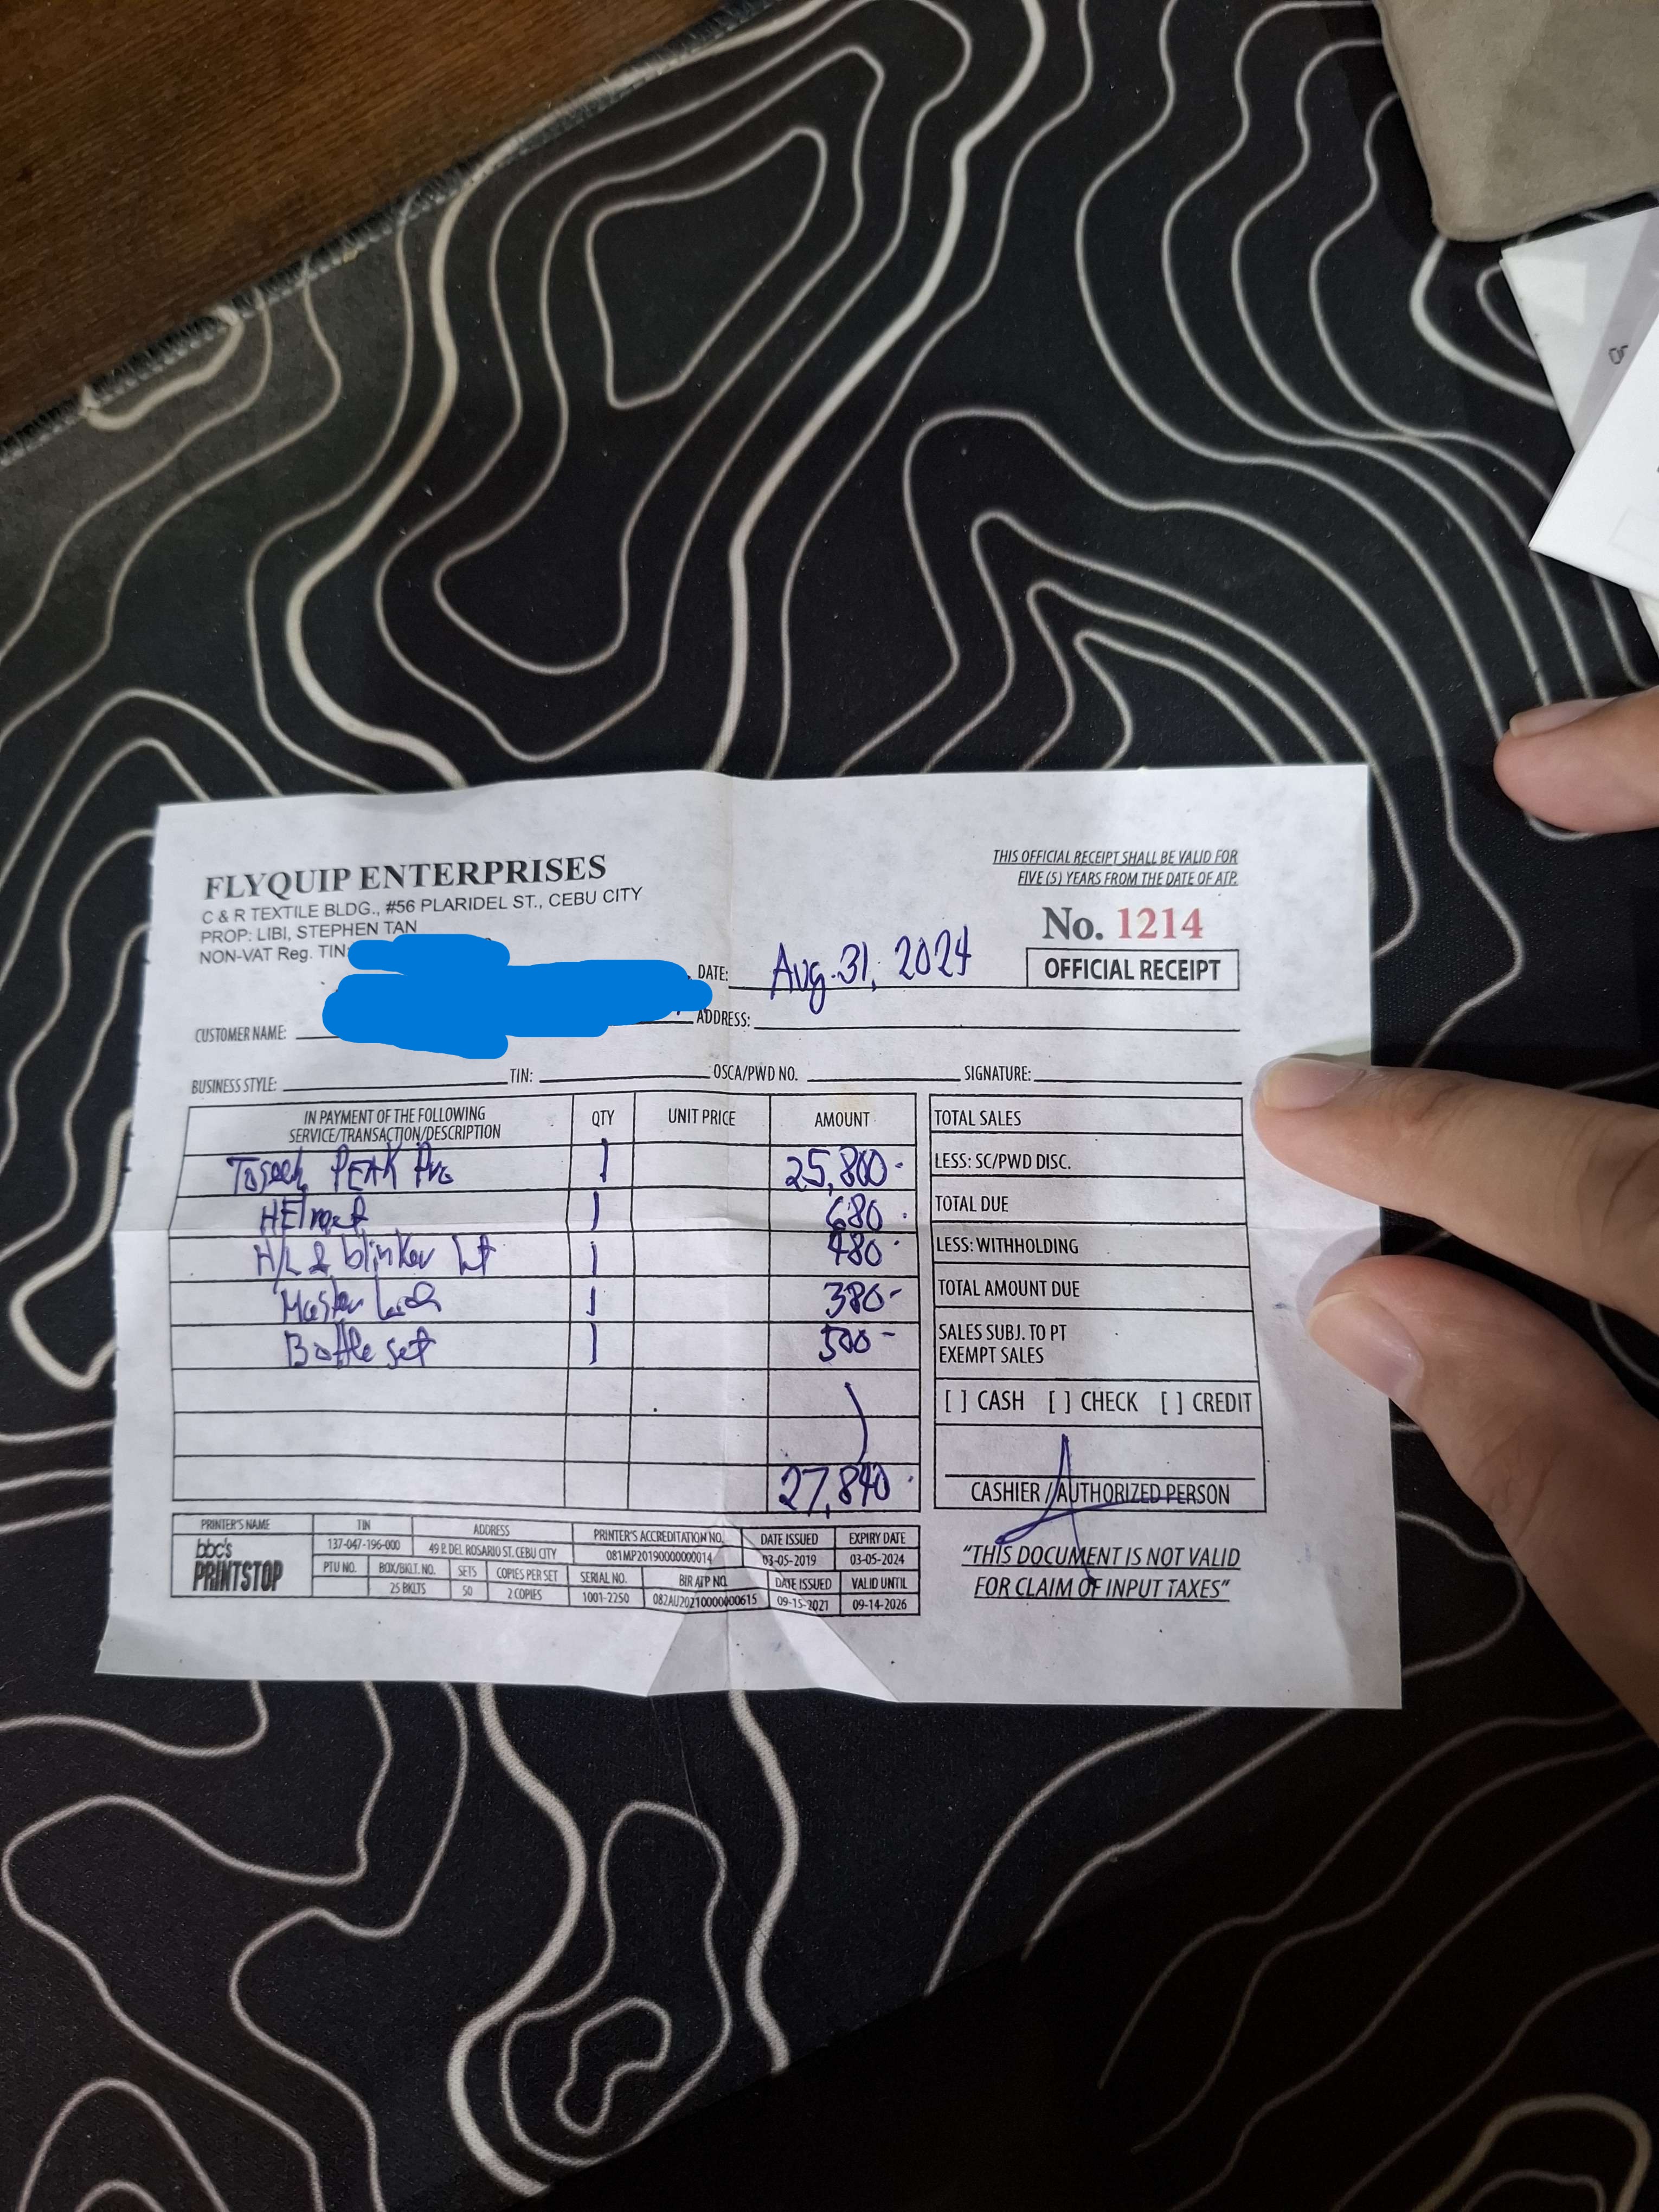 FLYQUIP ENTERPRISES
C & R TEXTILE BLDG., #56 PLARIDEL ST., CEBU CITY
PROP: LIBI, STEPHEN TAN
NON-VAT Reg. TIN:
THIS OFFICIAL RECEIPT SHALL BE VALID FOR
FIVE (5) YEARS FROM THE DATE OF ATP.
No. 1214
OFFICIAL RECEIPT
DATE: Aug. 31, 2024
CUSTOMER NAME: ADDRESS:
BUSINESS STYLE: TIN: OSCA/PWD NO. SIGNATURE:
IN PAYMENT OF THE FOLLOWING
SERVICE/TRANSACTION/DESCRIPTION QTY UNIT PRICE AMOUNT
PEAK Pro 1 25,800-
HElmet 1 680-
H/L & blinker Lt 1 480-
Master Lock 1 380-
Bottle set 1 500-
27,840-
TOTAL SALES
LESS: SC/PWD DISC.
TOTAL DUE
LESS: WITHHOLDING
TOTAL AMOUNT DUE
SALES SUBJ. TO PT
EXEMPT SALES
[ ] CASH [ ] CHECK [ ] CREDIT
CASHIER / AUTHORIZED PERSON
"THIS DOCUMENT IS NOT VALID
FOR CLAIM OF INPUT TAXES"
PRINTER'S NAME TIN ADDRESS PRINTER'S ACCREDITATION NO. DATE ISSUED EXPIRY DATE
bbc's PRINTSTOP 137-047-196-000 49 P. DEL ROSARIO ST. CEBU CITY 081MP20190000000014 03-05-2019 03-05-2024
PTU NO. BOX/BKLT. NO. SETS COPIES PER SET SERIAL NO. BIR ATP NO. DATE ISSUED VALID UNTIL
25 BKLTS 50 2 COPIES 1001-2250 082AU20210000000615 09-15-2021 09-14-2026